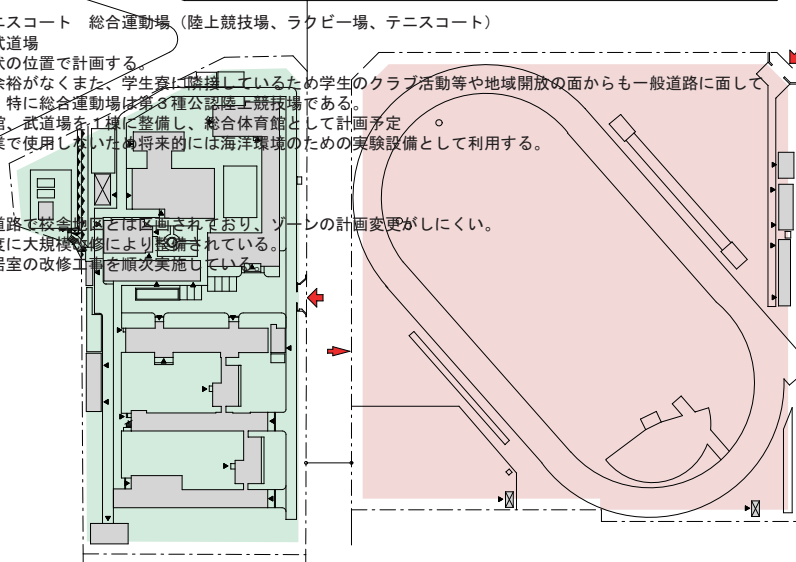 ニスコート　総合運動場（陸上競技場、ラクビー場、テニスコート）
武道場
状の位置で計画する。
余裕がなくまた、学生寮に隣接しているため学生のクラブ活動等や地域開放の面からも一般道路に面して
特に総合運動場は第３種公認陸上競技場である。
館、武道場を１棟に整備し、総合体育館として計画予定
業で使用しないため将来的には海洋環境のための実験設備として利用する。
道路で校舎地区とは区画されており、ゾーンの計画変更がしにくい。
度に大規模改修により整備されている。
居室の改修工事を順次実施している。